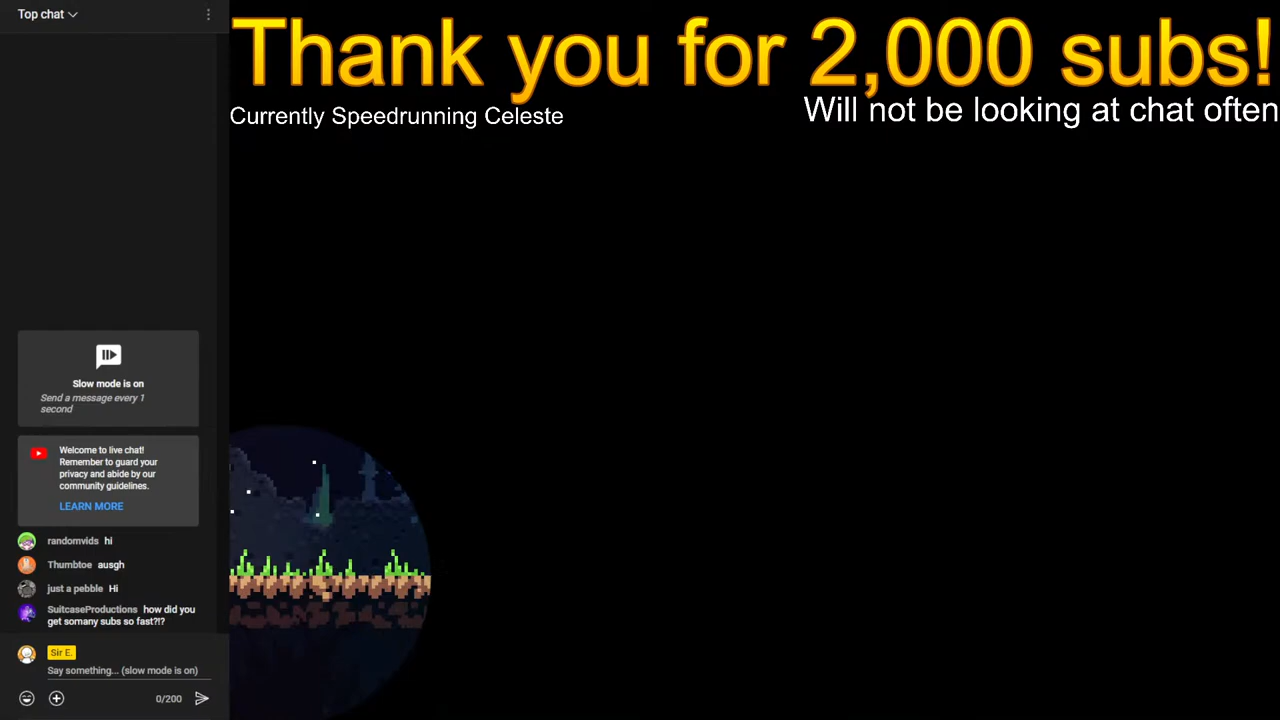 Top chat
Thank you for 2,000 subs!
Currently Speedrunning Celeste
Will not be looking at chat often
Slow mode is on
Send a message every 1
second
Welcome to live chat!
Remember to guard your
privacy and abide by our
community guidelines.
LEARN MORE
randomvids hi
Thumbtoe ausgh
just a pebble Hi
SuitcaseProductions how did you
get somany subs so fast?!?
Sir E.
Say something... (slow mode is on)
0/200